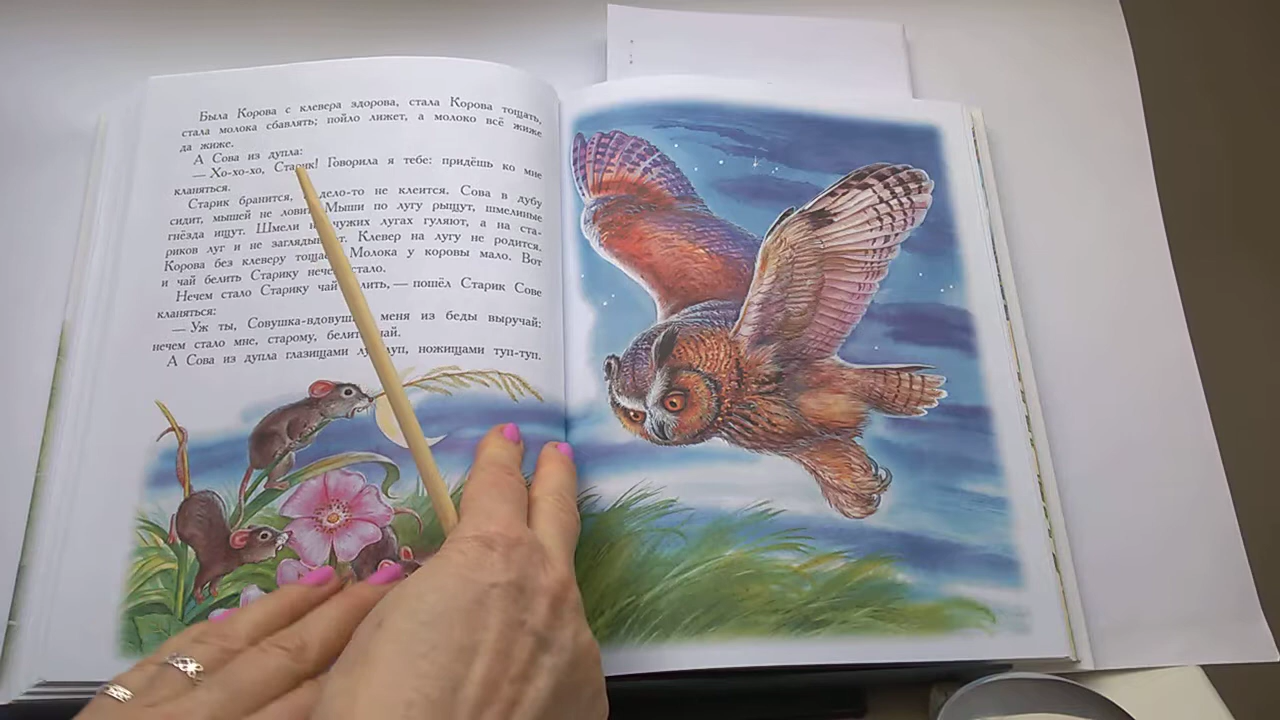 Была Корова с клевера здорова, стала Корова тощать,
стала молока сбавлять; пойло лижет, а молоко всё жиже
да жиже.
А Сова из дупла:
— Хо-хо-хо, Старик! Говорила я тебе: придёшь ко мне
кланяться.
Старик бранится, дело-то не клеится. Сова в дубу
сидит, мышей не ловит. Мыши по лугу рыщут, шмелиные
гнёзда ищут. Шмели на чужих лугах гуляют, а на ста-
риков луг и не заглядывают. Клевер на лугу не родится.
Корова без клеверу тощает. Молока у коровы мало. Вот
и чай белить Старику нечем стало.
Нечем стало Старику чай белить, — пошёл Старик Сове
кланяться:
— Уж ты, Совушка-вдовушка, меня из беды выручай:
нечем стало мне, старому, белить чай.
А Сова из дупла глазищами луп-луп, ножищами туп-туп.